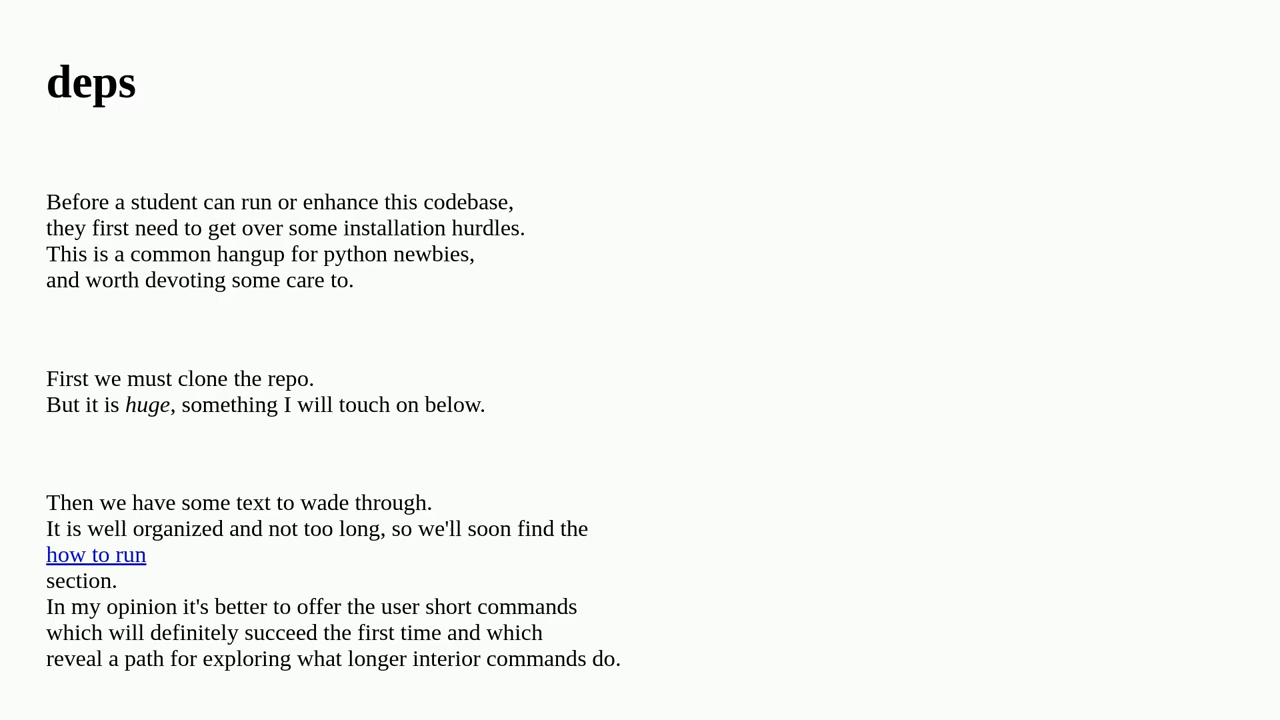 deps
Before a student can run or enhance this codebase,
they first need to get over some installation hurdles.
This is a common hangup for python newbies,
and worth devoting some care to.
First we must clone the repo.
But it is huge, something I will touch on below.
Then we have some text to wade through.
It is well organized and not too long, so we'll soon find the
how to run
section.
In my opinion it's better to offer the user short commands
which will definitely succeed the first time and which
reveal a path for exploring what longer interior commands do.